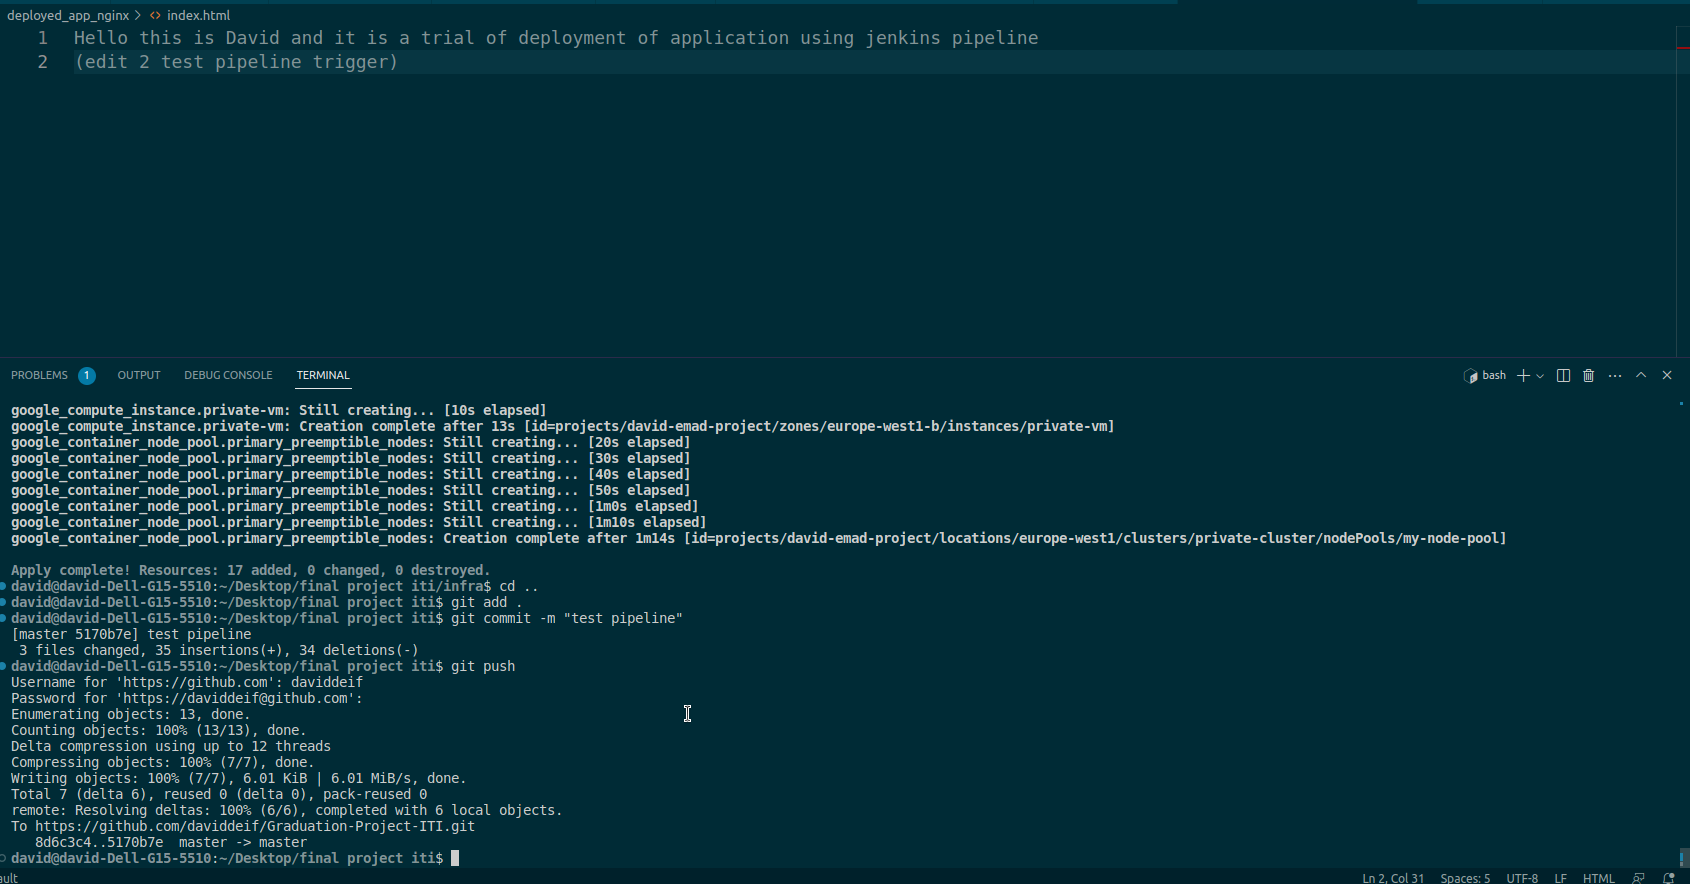 deployed_app_nginx > <> index.html
1 Hello this is David and it is a trial of deployment of application using jenkins pipeline
2 (edit 2 test pipeline trigger)
PROBLEMS 1 OUTPUT DEBUG CONSOLE TERMINAL bash
google_compute_instance.private-vm: Still creating... [10s elapsed]
google_compute_instance.private-vm: Creation complete after 13s [id=projects/david-emad-project/zones/europe-west1-b/instances/private-vm]
google_container_node_pool.primary_preemptible_nodes: Still creating... [20s elapsed]
google_container_node_pool.primary_preemptible_nodes: Still creating... [30s elapsed]
google_container_node_pool.primary_preemptible_nodes: Still creating... [40s elapsed]
google_container_node_pool.primary_preemptible_nodes: Still creating... [50s elapsed]
google_container_node_pool.primary_preemptible_nodes: Still creating... [1m0s elapsed]
google_container_node_pool.primary_preemptible_nodes: Still creating... [1m10s elapsed]
google_container_node_pool.primary_preemptible_nodes: Creation complete after 1m14s [id=projects/david-emad-project/locations/europe-west1/clusters/private-cluster/nodePools/my-node-pool]
Apply complete! Resources: 17 added, 0 changed, 0 destroyed.
david@david-Dell-G15-5510:~/Desktop/final project iti/infra$ cd ..
david@david-Dell-G15-5510:~/Desktop/final project iti$ git add .
david@david-Dell-G15-5510:~/Desktop/final project iti$ git commit -m "test pipeline"
[master 5170b7e] test pipeline
3 files changed, 35 insertions(+), 34 deletions(-)
david@david-Dell-G15-5510:~/Desktop/final project iti$ git push
Username for 'https://github.com': daviddeif
Password for 'https://daviddeif@github.com':
Enumerating objects: 13, done.
Counting objects: 100% (13/13), done.
Delta compression using up to 12 threads
Compressing objects: 100% (7/7), done.
Writing objects: 100% (7/7), 6.01 KiB | 6.01 MiB/s, done.
Total 7 (delta 6), reused 0 (delta 0), pack-reused 0
remote: Resolving deltas: 100% (6/6), completed with 6 local objects.
To https://github.com/daviddeif/Graduation-Project-ITI.git
8d6c3c4..5170b7e master -> master
david@david-Dell-G15-5510:~/Desktop/final project iti$
ault Ln 2, Col 31 Spaces: 5 UTF-8 LF HTML